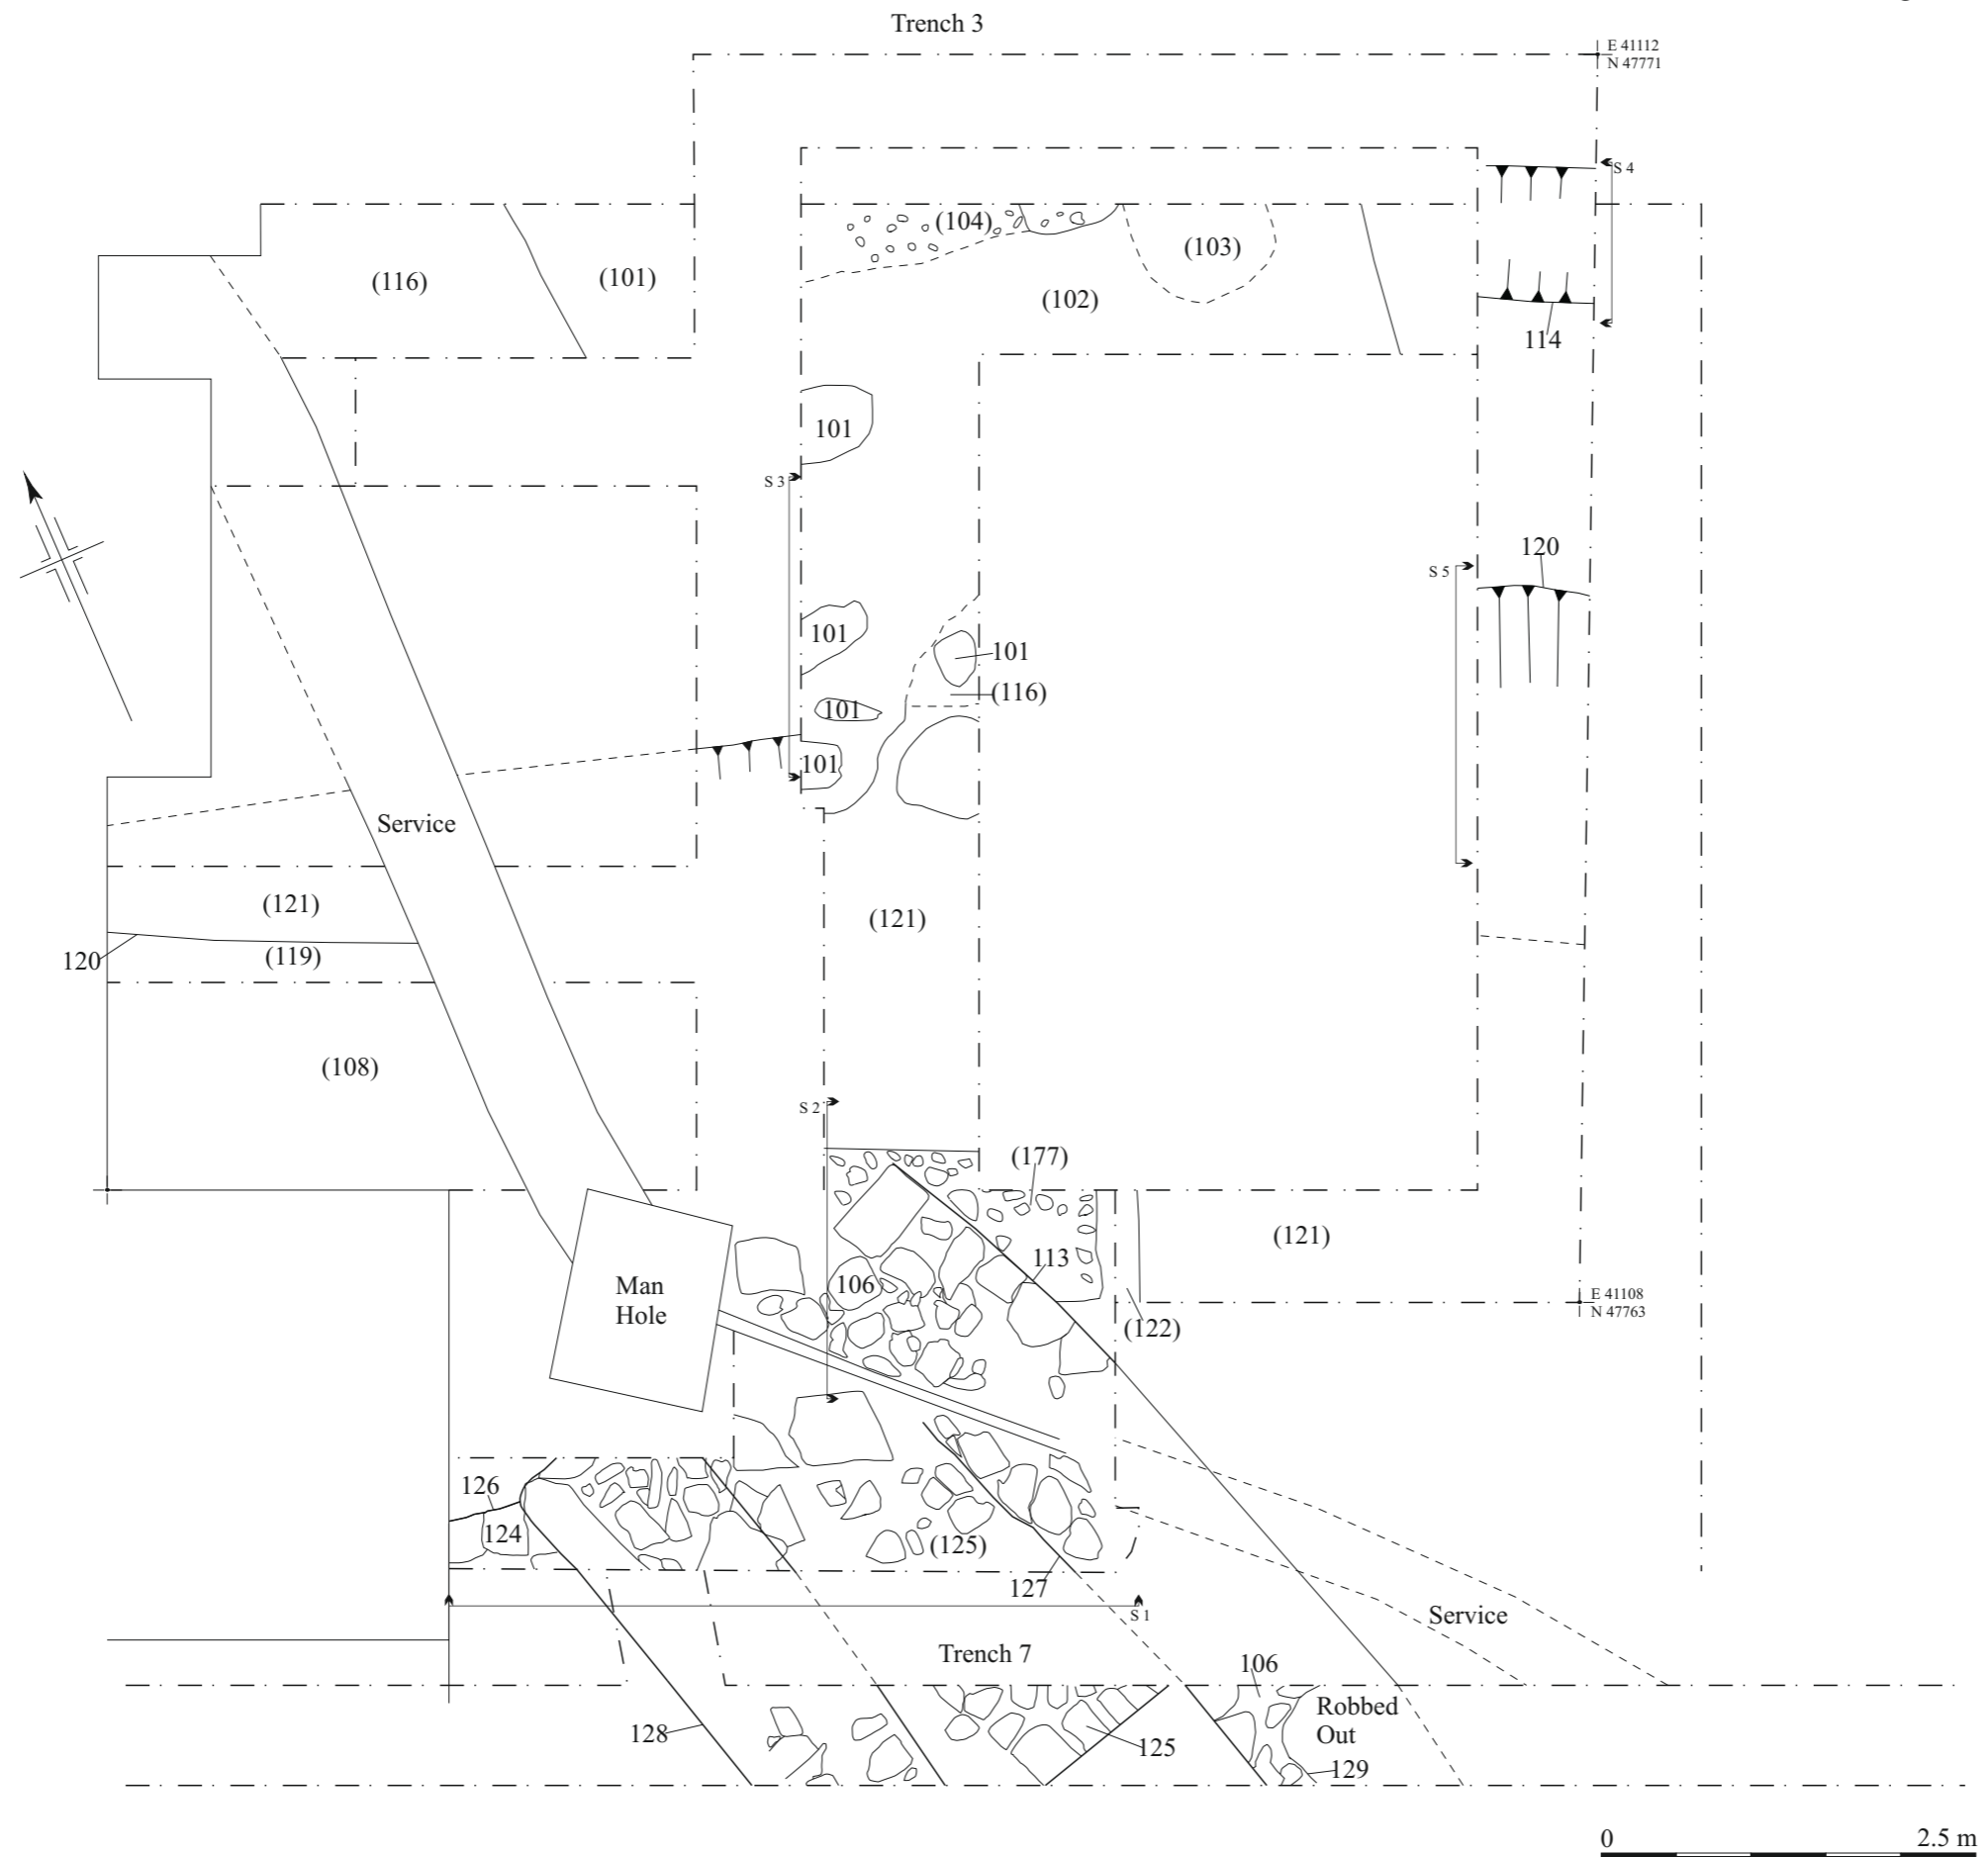 Trench 3
E 41112
N 47771
S 4
(104)
(103)
(116)
(101)
(102)
114
101
S 3
120
S 5
101
101
(116)
101
101
Service
(121)
(121)
120
(119)
(108)
S 2
(177)
(121)
113
106
Man
Hole
E 41108
N 47763
(122)
126
124
(125)
127
S 1
Service
Trench 7
106
Robbed
Out
128
125
129
0 2.5 m